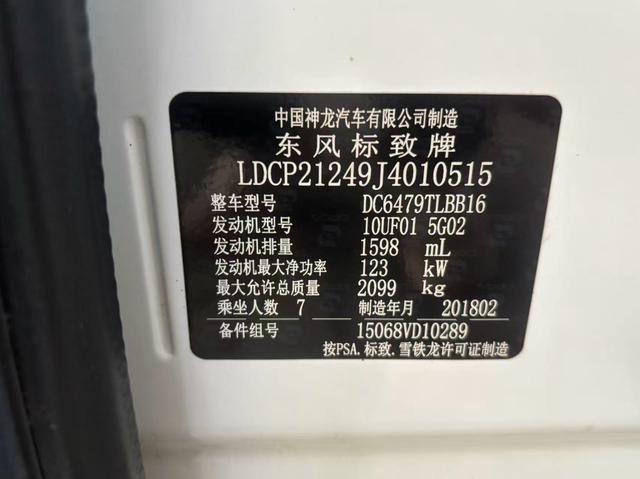 中国神龙汽车有限公司制造
东风标致牌
LDCP21249J4010515
整车型号 DC6479TLBB16
发动机型号 10UF01 5G02
发动机排量 1598 mL
发动机最大净功率 123 kW
最大允许总质量 2099 kg
乘坐人数 7 制造年月 201802
备件组号 15068VD10289
按PSA.标致.雪铁龙许可证制造